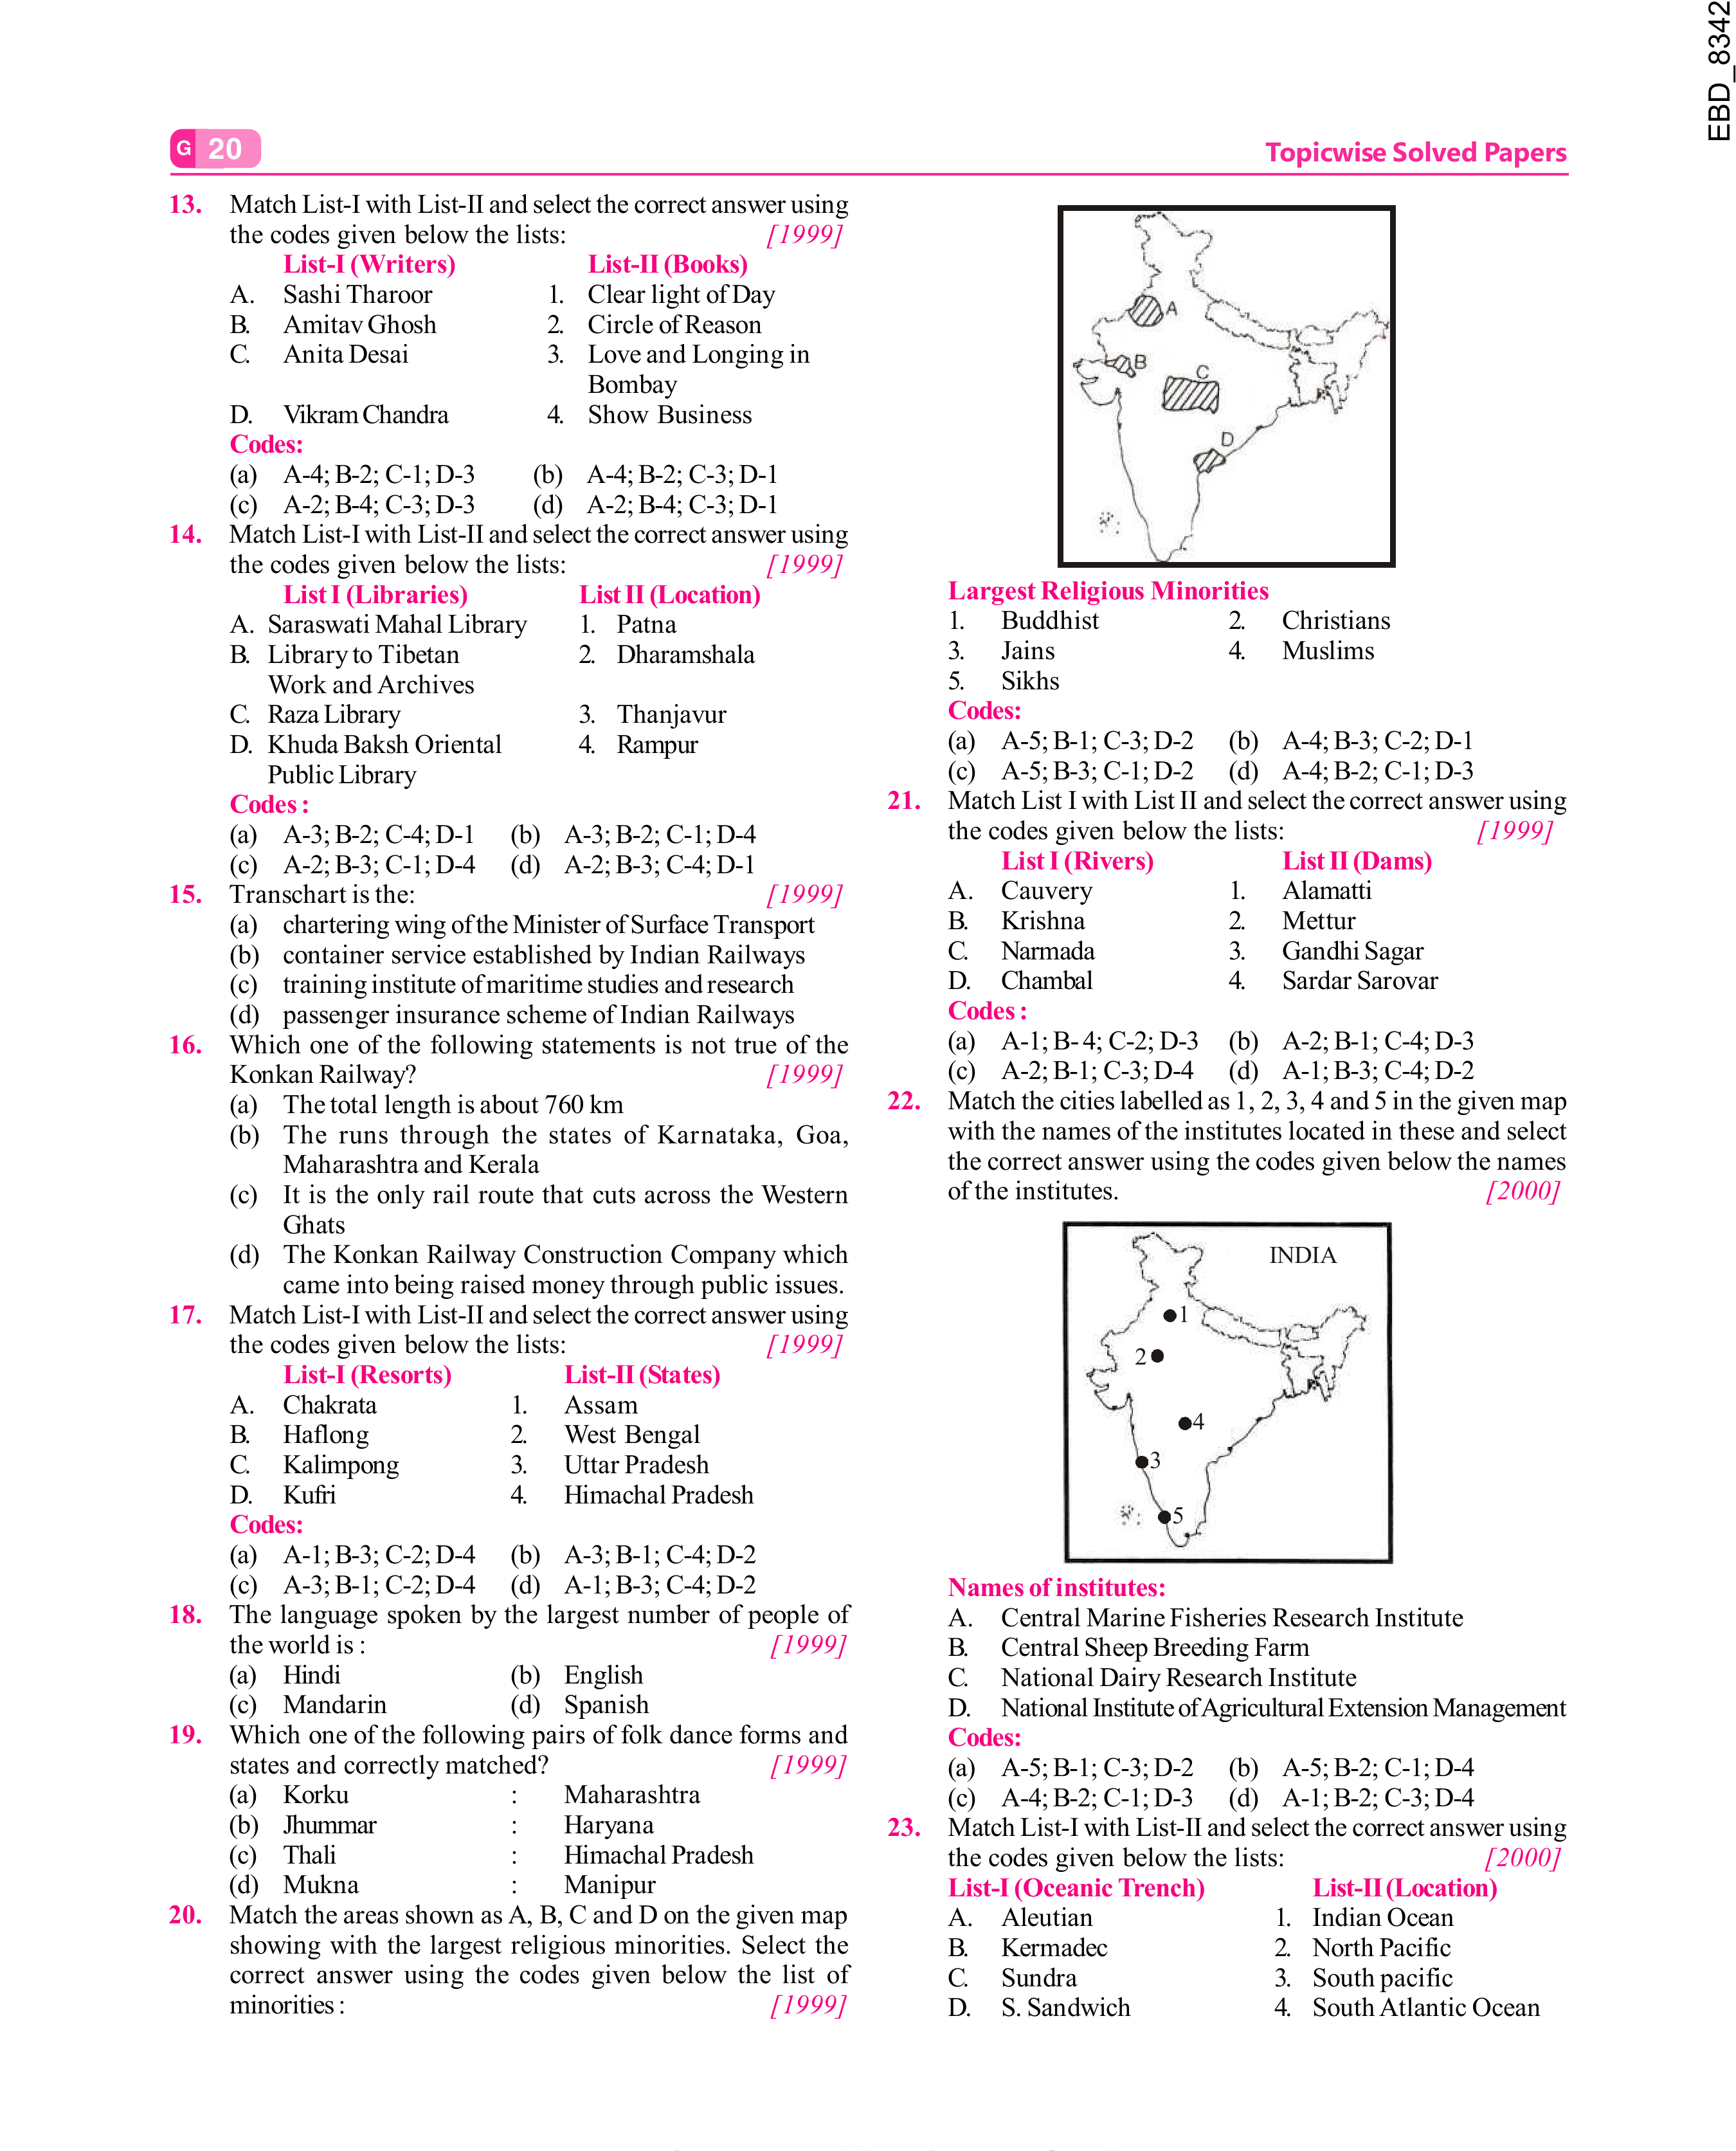 EBD_8342
G 20
Topicwise Solved Papers
13. Match List-I with List-II and select the correct answer using
the codes given below the lists: [1999]
List-I (Writers) List-II (Books)
A. Sashi Tharoor 1. Clear light of Day
B. Amitav Ghosh 2. Circle of Reason
C. Anita Desai 3. Love and Longing in
Bombay
D. Vikram Chandra 4. Show Business
Codes:
(a) A-4; B-2; C-1; D-3 (b) A-4; B-2; C-3; D-1
(c) A-2; B-4; C-3; D-3 (d) A-2; B-4; C-3; D-1
14. Match List-I with List-II and select the correct answer using
the codes given below the lists: [1999]
List I (Libraries) List II (Location)
A. Saraswati Mahal Library 1. Patna
B. Library to Tibetan 2. Dharamshala
Work and Archives
C. Raza Library 3. Thanjavur
D. Khuda Baksh Oriental 4. Rampur
Public Library
Codes :
(a) A-3; B-2; C-4; D-1 (b) A-3; B-2; C-1; D-4
(c) A-2; B-3; C-1; D-4 (d) A-2; B-3; C-4; D-1
15. Transchart is the: [1999]
(a) chartering wing of the Minister of Surface Transport
(b) container service established by Indian Railways
(c) training institute of maritime studies and research
(d) passenger insurance scheme of Indian Railways
16. Which one of the following statements is not true of the
Konkan Railway? [1999]
(a) The total length is about 760 km
(b) The runs through the states of Karnataka, Goa,
Maharashtra and Kerala
(c) It is the only rail route that cuts across the Western
Ghats
(d) The Konkan Railway Construction Company which
came into being raised money through public issues.
17. Match List-I with List-II and select the correct answer using
the codes given below the lists: [1999]
List-I (Resorts) List-II (States)
A. Chakrata 1. Assam
B. Haflong 2. West Bengal
C. Kalimpong 3. Uttar Pradesh
D. Kufri 4. Himachal Pradesh
Codes:
(a) A-1; B-3; C-2; D-4 (b) A-3; B-1; C-4; D-2
(c) A-3; B-1; C-2; D-4 (d) A-1; B-3; C-4; D-2
18. The language spoken by the largest number of people of
the world is : [1999]
(a) Hindi (b) English
(c) Mandarin (d) Spanish
19. Which one of the following pairs of folk dance forms and
states and correctly matched? [1999]
(a) Korku : Maharashtra
(b) Jhummar : Haryana
(c) Thali : Himachal Pradesh
(d) Mukna : Manipur
20. Match the areas shown as A, B, C and D on the given map
showing with the largest religious minorities. Select the
correct answer using the codes given below the list of
minorities : [1999]
A
B
C
D
Largest Religious Minorities
1. Buddhist 2. Christians
3. Jains 4. Muslims
5. Sikhs
Codes:
(a) A-5; B-1; C-3; D-2 (b) A-4; B-3; C-2; D-1
(c) A-5; B-3; C-1; D-2 (d) A-4; B-2; C-1; D-3
21. Match List I with List II and select the correct answer using
the codes given below the lists: [1999]
List I (Rivers) List II (Dams)
A. Cauvery 1. Alamatti
B. Krishna 2. Mettur
C. Narmada 3. Gandhi Sagar
D. Chambal 4. Sardar Sarovar
Codes :
(a) A-1; B- 4; C-2; D-3 (b) A-2; B-1; C-4; D-3
(c) A-2; B-1; C-3; D-4 (d) A-1; B-3; C-4; D-2
22. Match the cities labelled as 1, 2, 3, 4 and 5 in the given map
with the names of the institutes located in these and select
the correct answer using the codes given below the names
of the institutes. [2000]
INDIA
1
2
4
3
5
Names of institutes:
A. Central Marine Fisheries Research Institute
B. Central Sheep Breeding Farm
C. National Dairy Research Institute
D. National Institute of Agricultural Extension Management
Codes:
(a) A-5; B-1; C-3; D-2 (b) A-5; B-2; C-1; D-4
(c) A-4; B-2; C-1; D-3 (d) A-1; B-2; C-3; D-4
23. Match List-I with List-II and select the correct answer using
the codes given below the lists: [2000]
List-I (Oceanic Trench) List-II (Location)
A. Aleutian 1. Indian Ocean
B. Kermadec 2. North Pacific
C. Sundra 3. South pacific
D. S. Sandwich 4. South Atlantic Ocean